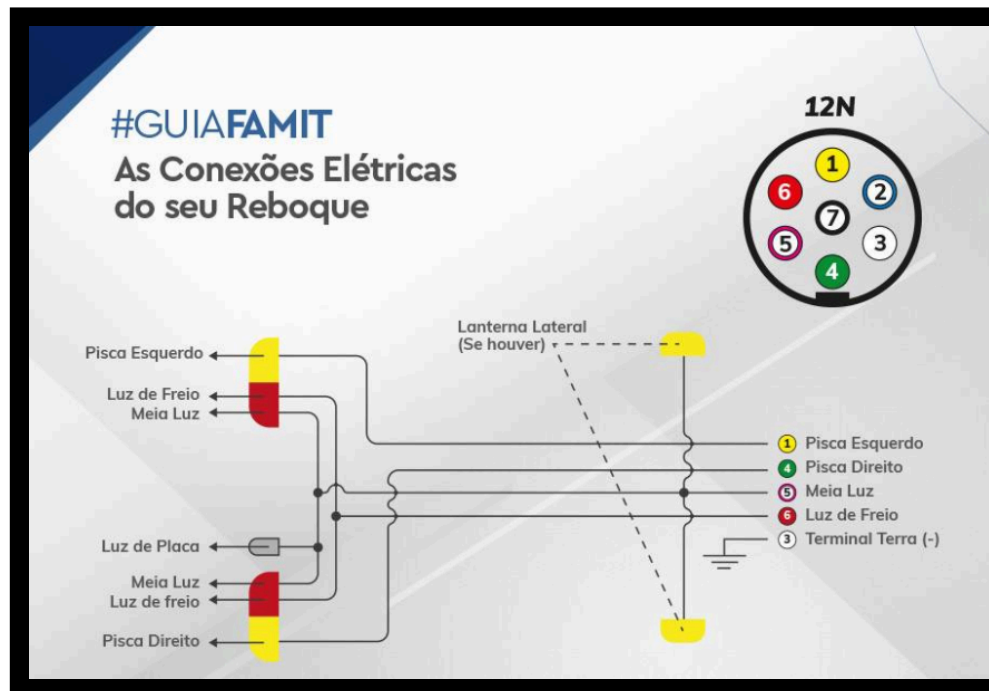 #GUIAFAMIT
As Conexões Elétricas
do seu Reboque
12N
1
6
2
7
5
3
4
Lanterna Lateral
(Se houver)
Pisca Esquerdo
Luz de Freio
Meia Luz
Luz de Placa
Meia Luz
Luz de freio
Pisca Direito
1 Pisca Esquerdo
4 Pisca Direito
5 Meia Luz
6 Luz de Freio
3 Terminal Terra (-)